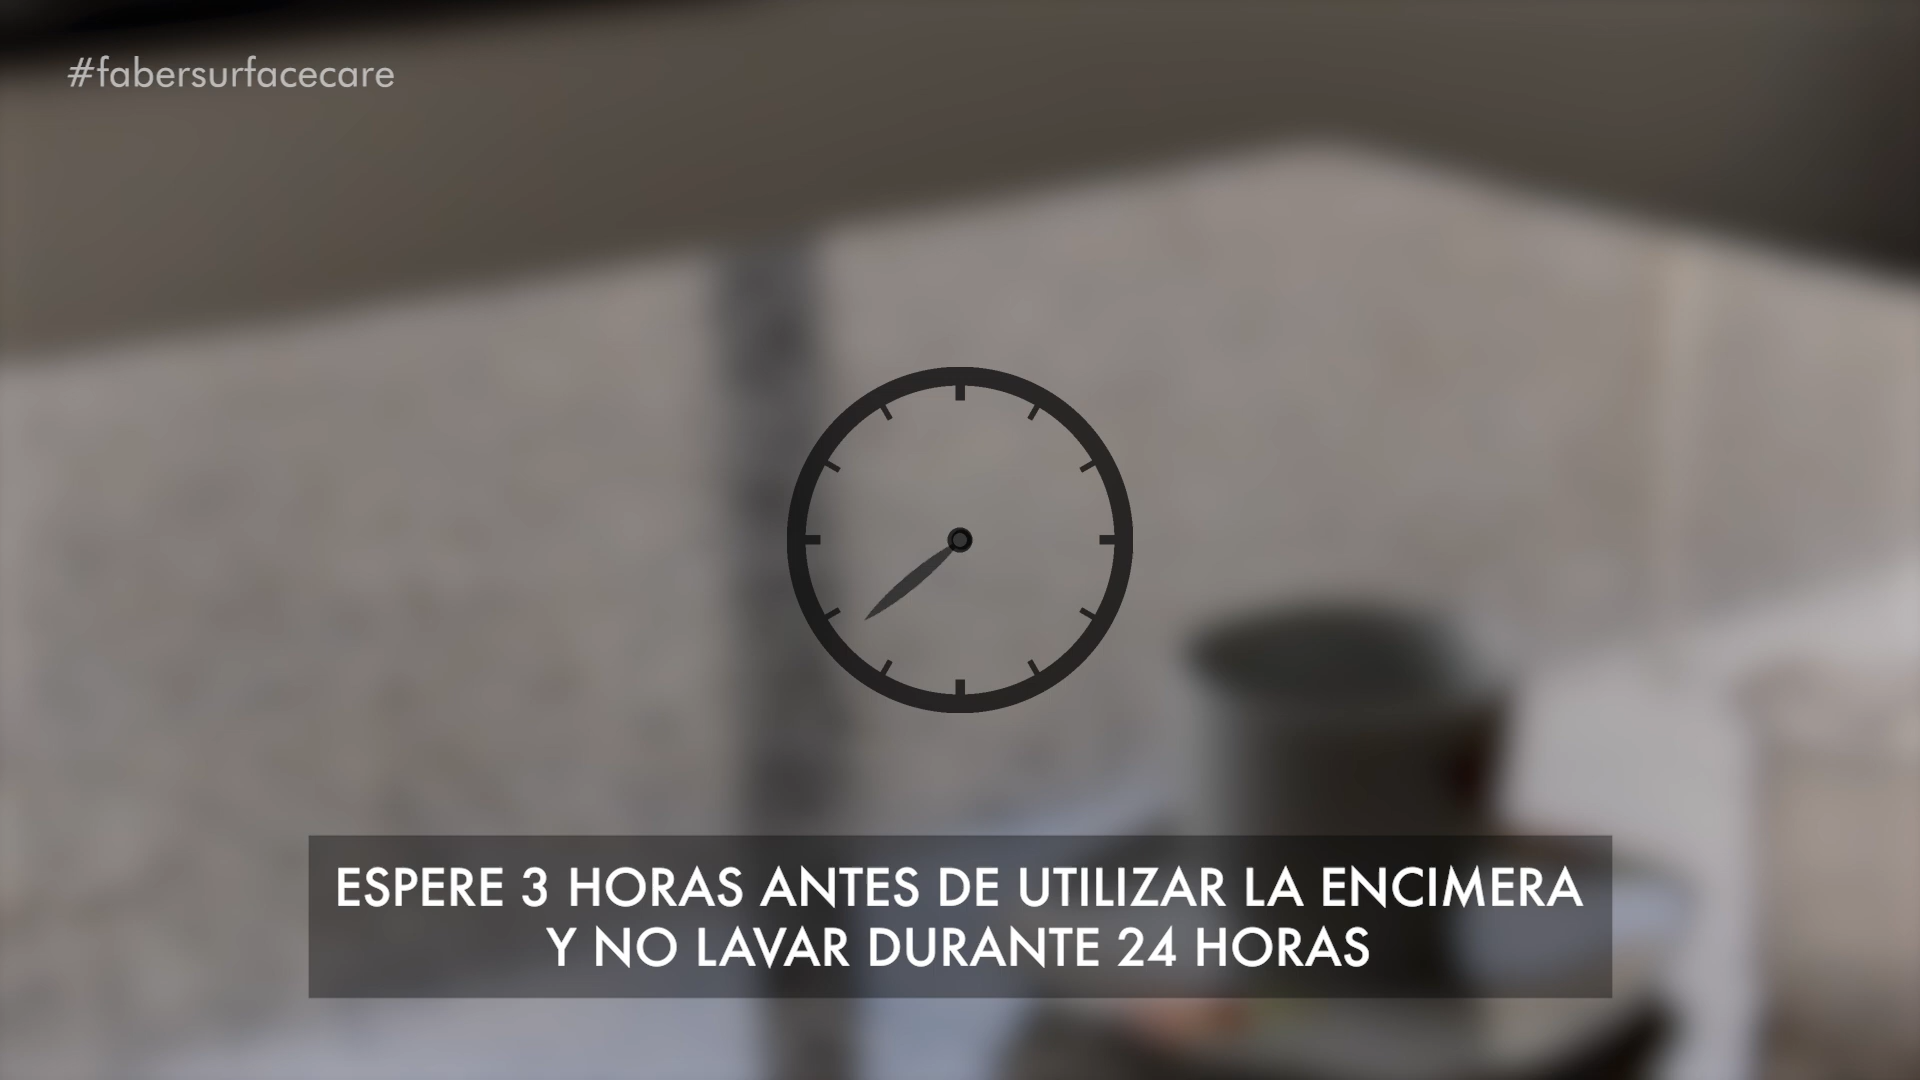 #fabersurfacecare
ESPERE 3 HORAS ANTES DE UTILIZAR LA ENCIMERA
Y NO LAVAR DURANTE 24 HORAS